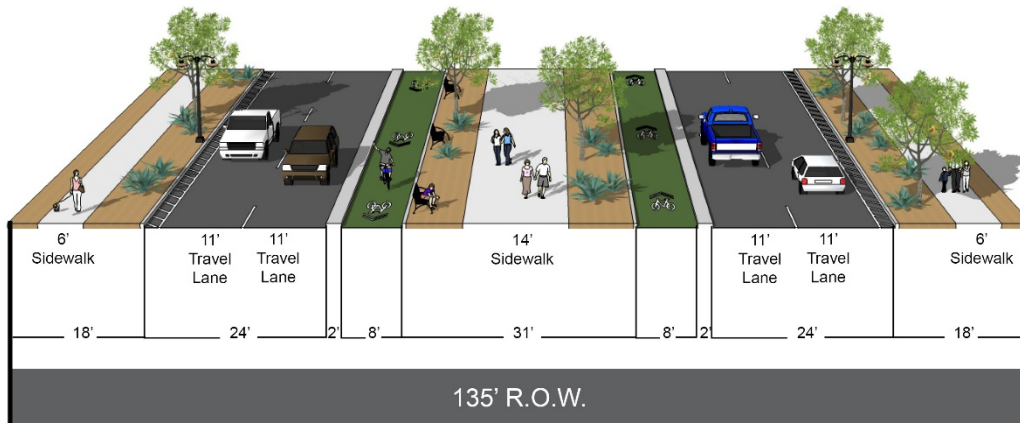 6' 11' 11' 14' 11' 11' 6'
Sidewalk Travel Travel Sidewalk Travel Travel Sidewalk
Lane Lane Lane Lane
18' 24' 2' 8' 31' 8' 2' 24' 18'
135' R.O.W.